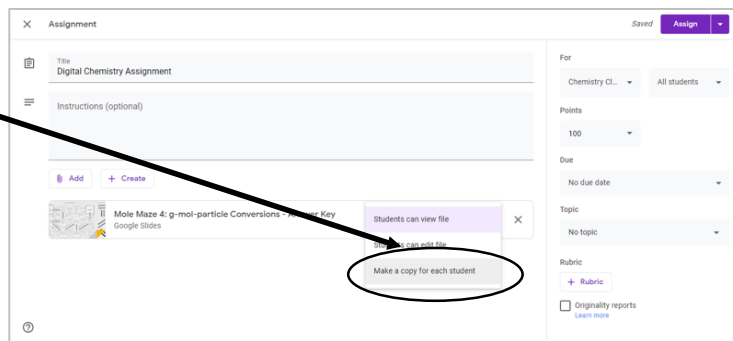 Assignment
Saved
Assign
Title
Digital Chemistry Assignment
Instructions (optional)
Add
+ Create
Mole Maze 4: g-mol-particle Conversions - Answer Key
Google Slides
Students can view file
Students can edit file
Make a copy for each student
For
Chemistry Cl...
All students
Points
100
Due
No due date
Topic
No topic
Rubric
+ Rubric
Originality reports
Learn more